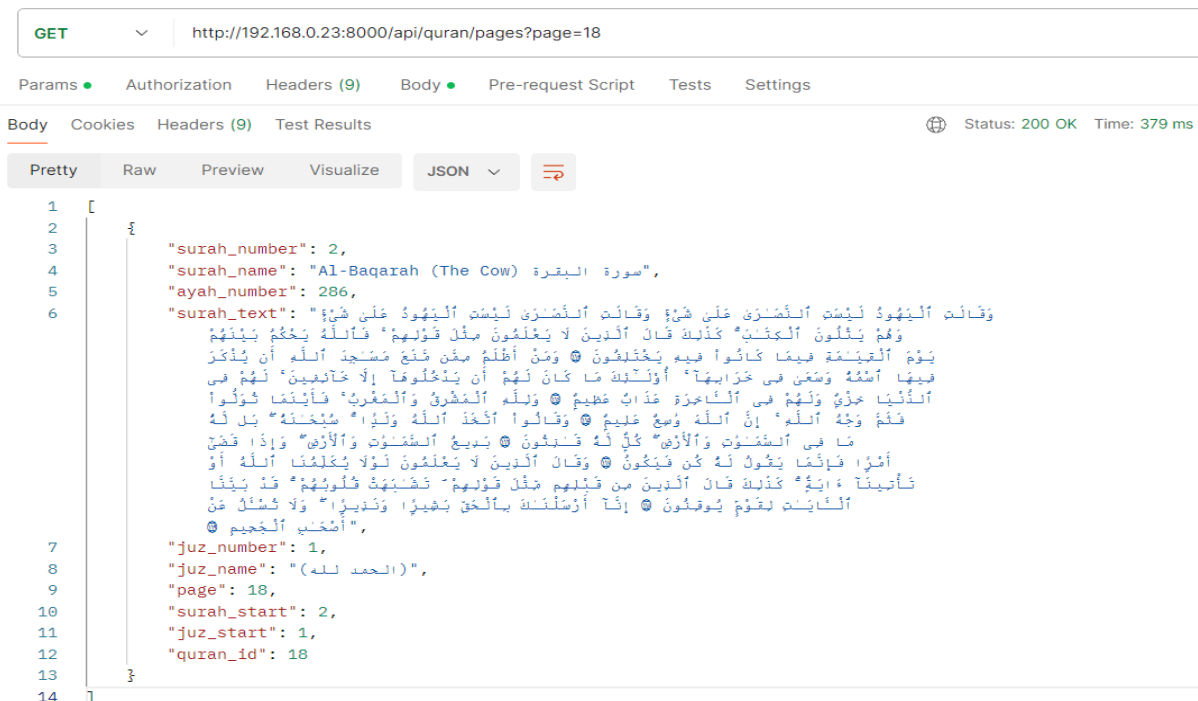 GET http://192.168.0.23:8000/api/quran/pages?page=18
Params Authorization Headers (9) Body Pre-request Script Tests Settings
Body Cookies Headers (9) Test Results Status: 200 OK Time: 379 ms
Pretty Raw Preview Visualize JSON
1 [
2 {
3 "surah_number": 2,
4 "surah_name": "Al-Baqarah (The Cow) سورة البقرة",
5 "ayah_number": 286,
6 "surah_text": "وَقَالَتِ ٱلْيَهُودُ لَيْسَتِ ٱلنَّصَـٰرَىٰ عَلَىٰ شَىْءٍۢ وَقَالَتِ ٱلنَّصَـٰرَىٰ لَيْسَتِ ٱلْيَهُودُ عَلَىٰ شَىْءٍۢ
وَهُمْ يَتْلُونَ ٱلْكِتَـٰبَ ۗ كَذَٰلِكَ قَالَ ٱلَّذِينَ لَا يَعْلَمُونَ مِثْلَ قَوْلِهِمْ ۚ فَٱللَّهُ يَحْكُمُ بَيْنَهُمْ
يَوْمَ ٱلْقِيَـٰمَةِ فِيمَا كَانُوا۟ فِيهِ يَخْتَلِفُونَ وَمَنْ أَظْلَمُ مِمَّن مَّنَعَ مَسَـٰجِدَ ٱللَّهِ أَن يُذْكَرَ
فِيهَا ٱسْمُهُۥ وَسَعَىٰ فِى خَرَابِهَآ ۚ أُو۟لَـٰٓئِكَ مَا كَانَ لَهُمْ أَن يَدْخُلُوهَآ إِلَّا خَآئِفِينَ ۚ لَهُمْ فِى
ٱلدُّنْيَا خِزْىٌۭ وَلَهُمْ فِى ٱلْـَٔاخِرَةِ عَذَابٌ عَظِيمٌۭ وَلِلَّهِ ٱلْمَشْرِقُ وَٱلْمَغْرِبُ ۚ فَأَيْنَمَا تُوَلُّوا۟
فَثَمَّ وَجْهُ ٱللَّهِ ۚ إِنَّ ٱللَّهَ وَٰسِعٌ عَلِيمٌۭ وَقَالُوا۟ ٱتَّخَذَ ٱللَّهُ وَلَدًۭا ۗ سُبْحَـٰنَهُۥ ۖ بَل لَّهُۥ
مَا فِى ٱلسَّمَـٰوَٰتِ وَٱلْأَرْضِ ۖ كُلٌّۭ لَّهُۥ قَـٰنِتُونَ بَدِيعُ ٱلسَّمَـٰوَٰتِ وَٱلْأَرْضِ ۖ وَإِذَا قَضَىٰٓ
أَمْرًۭا فَإِنَّمَا يَقُولُ لَهُۥ كُن فَيَكُونُ وَقَالَ ٱلَّذِينَ لَا يَعْلَمُونَ لَوْلَا يُكَلِّمُنَا ٱللَّهُ أَوْ
تَأْتِينَآ ءَايَةٌۭ ۗ كَذَٰلِكَ قَالَ ٱلَّذِينَ مِن قَبْلِهِم مِّثْلَ قَوْلِهِمْ ۘ تَشَـٰبَهَتْ قُلُوبُهُمْ ۗ قَدْ بَيَّنَّا
ٱلْـَٔايَـٰتِ لِقَوْمٍۢ يُوقِنُونَ إِنَّآ أَرْسَلْنَـٰكَ بِٱلْحَقِّ بَشِيرًۭا وَنَذِيرًۭا ۖ وَلَا تُسْـَٔلُ عَنْ
أَصْحَـٰبِ ٱلْجَحِيمِ",
7 "juz_number": 1,
8 "juz_name": "(الحمد لله)",
9 "page": 18,
10 "surah_start": 2,
11 "juz_start": 1,
12 "quran_id": 18
13 }
14 ]